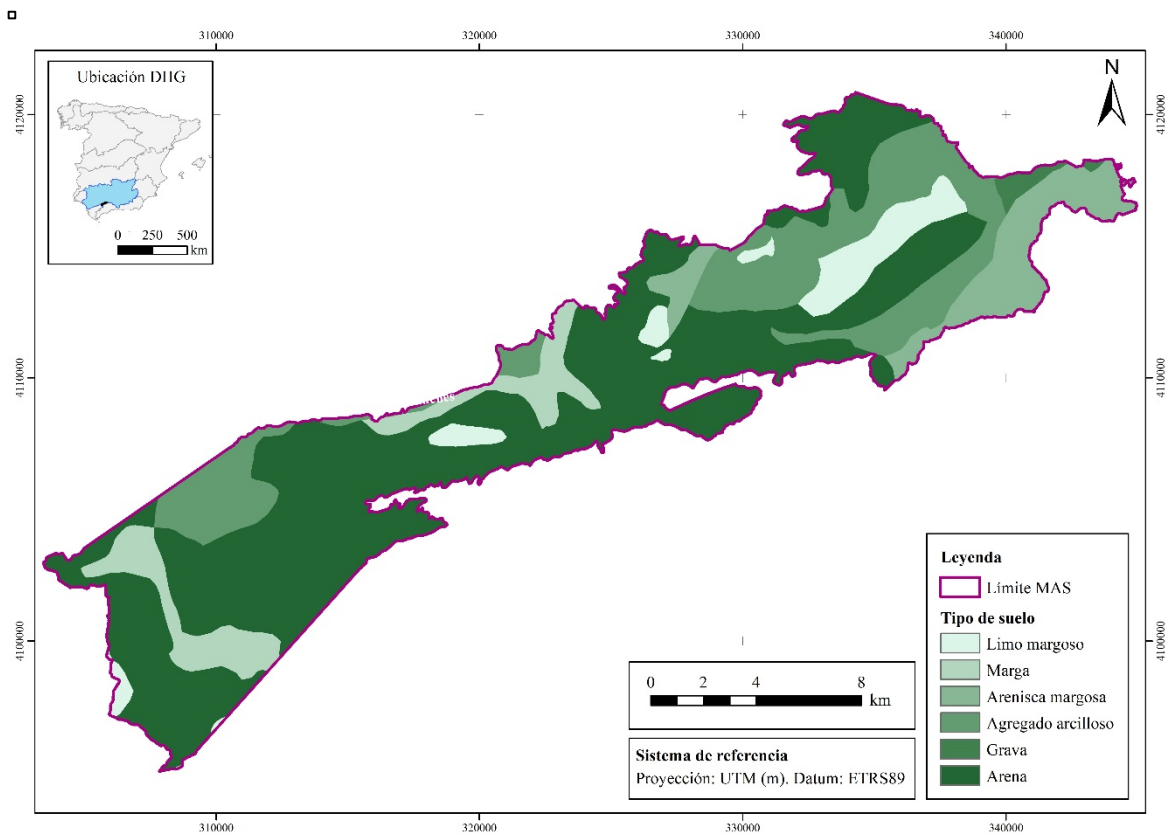 310000 320000 330000 340000
Ubicación DHG
0 250 500
km
N
4120000 4120000
4110000 4110000
4100000 4100000
Leyenda
Límite MAS
Tipo de suelo
Limo margoso
Marga
Arenisca margosa
Agregado arcilloso
Grava
Arena
0 2 4 8
km
Sistema de referencia
Proyección: UTM (m). Datum: ETRS89
310000 320000 330000 340000